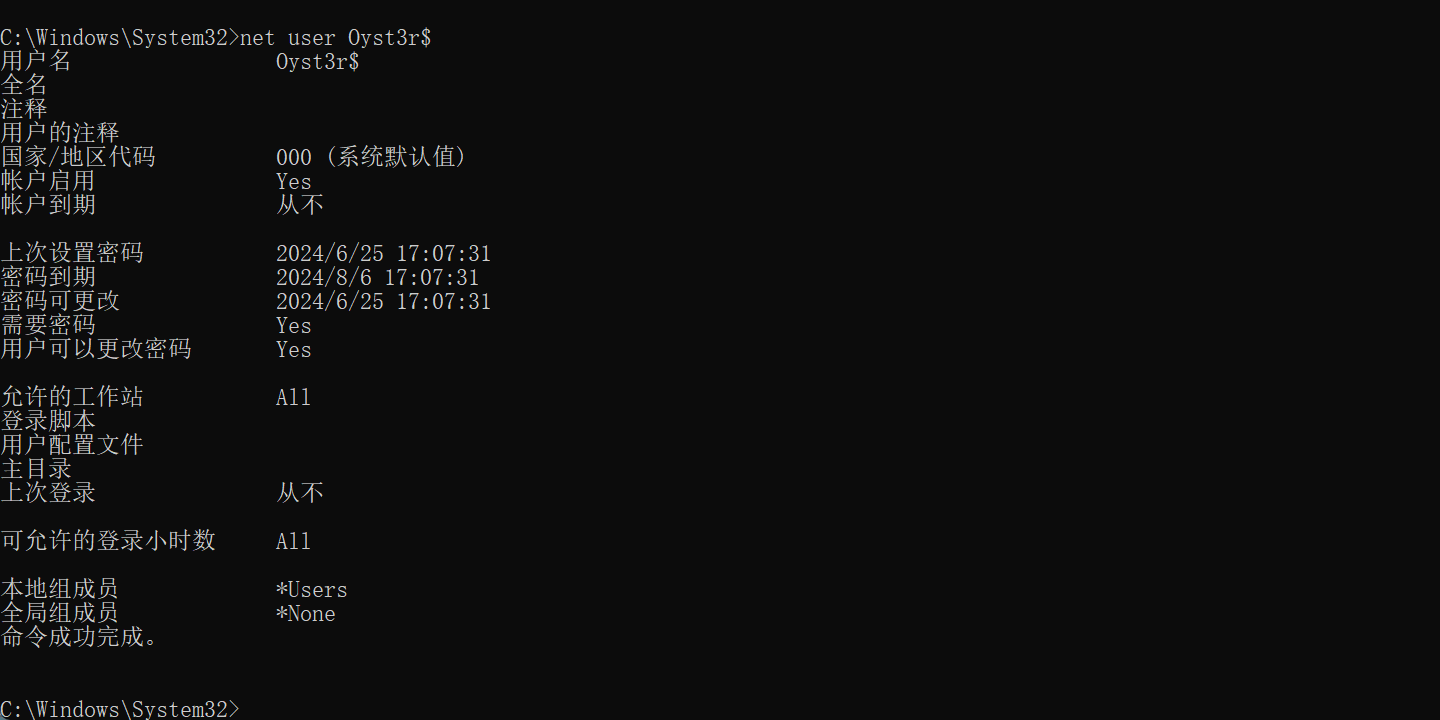 C:\Windows\System32>net user Oyst3r$
用户名                 Oyst3r$
全名
注释
用户的注释
国家/地区代码          000 (系统默认值)
帐户启用               Yes
帐户到期               从不
上次设置密码           2024/6/25 17:07:31
密码到期               2024/8/6 17:07:31
密码可更改             2024/6/25 17:07:31
需要密码               Yes
用户可以更改密码       Yes
允许的工作站           All
登录脚本
用户配置文件
主目录
上次登录               从不
可允许的登录小时数     All
本地组成员             *Users
全局组成员             *None
命令成功完成。
C:\Windows\System32>